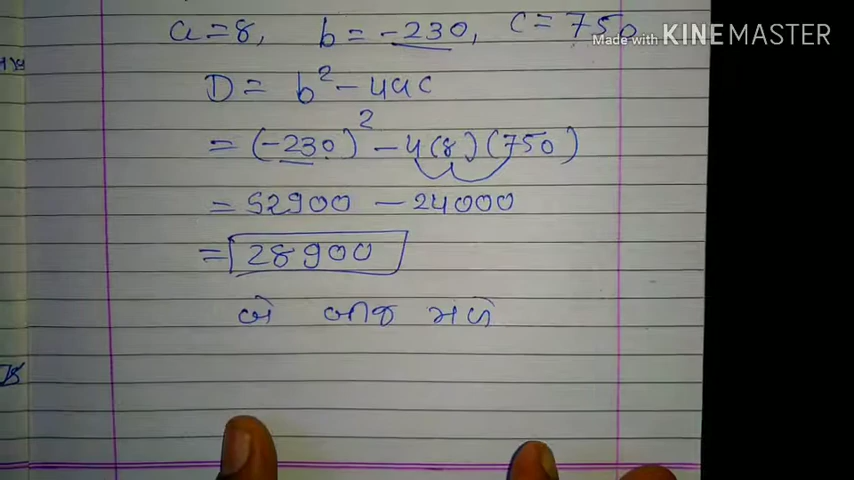 a = 8, b = -230, c = 750
Made with KINEMASTER
D = b² - 4ac
= (-230)² - 4(8)(750)
= 52900 - 24000
= 28900
બે બીજ મળે